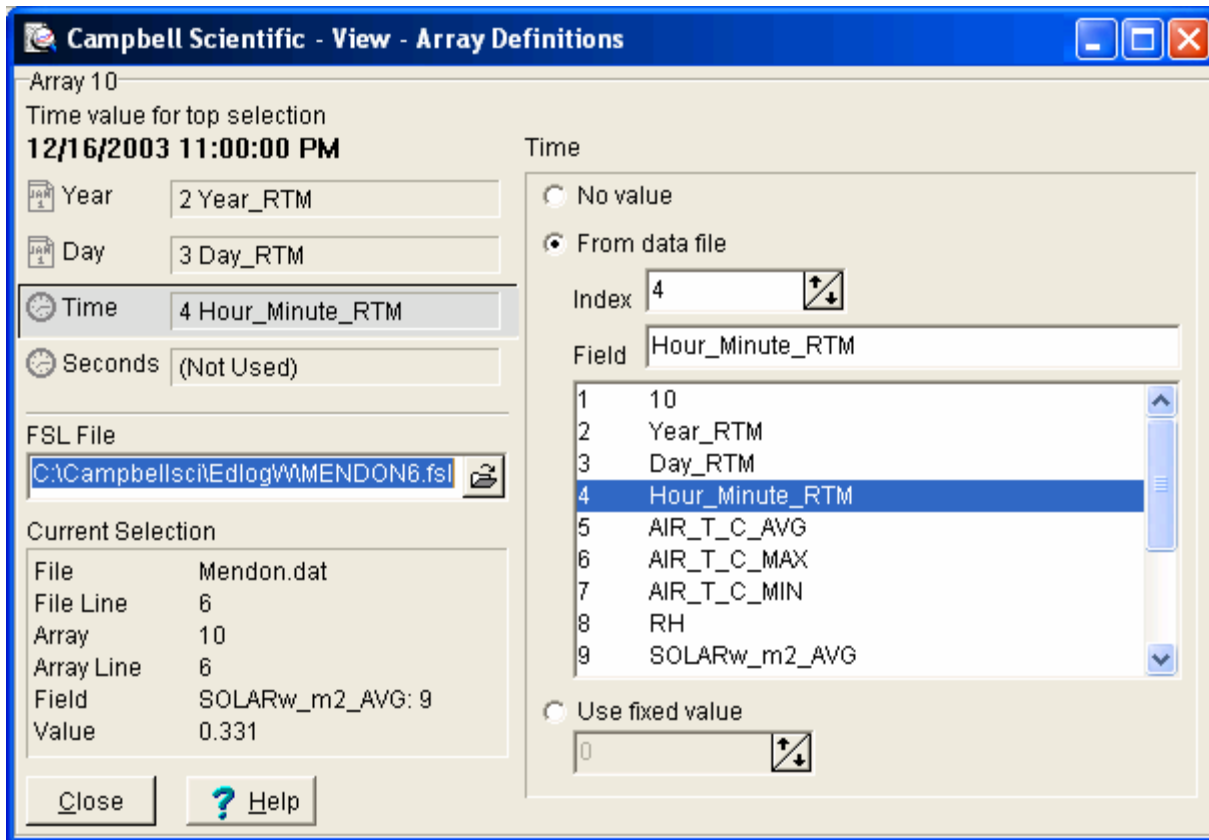 Campbell Scientific - View - Array Definitions
Array 10
Time value for top selection
12/16/2003 11:00:00 PM
Year 2 Year_RTM
Day 3 Day_RTM
Time 4 Hour_Minute_RTM
Seconds (Not Used)
FSL File
C:\Campbellsci\EdlogW\MENDON6.fsl
Current Selection
File Mendon.dat
File Line 6
Array 10
Array Line 6
Field SOLARw_m2_AVG: 9
Value 0.331
Close ? Help
Time
No value
From data file
Index 4
Field Hour_Minute_RTM
1 10
2 Year_RTM
3 Day_RTM
4 Hour_Minute_RTM
5 AIR_T_C_AVG
6 AIR_T_C_MAX
7 AIR_T_C_MIN
8 RH
9 SOLARw_m2_AVG
Use fixed value
0